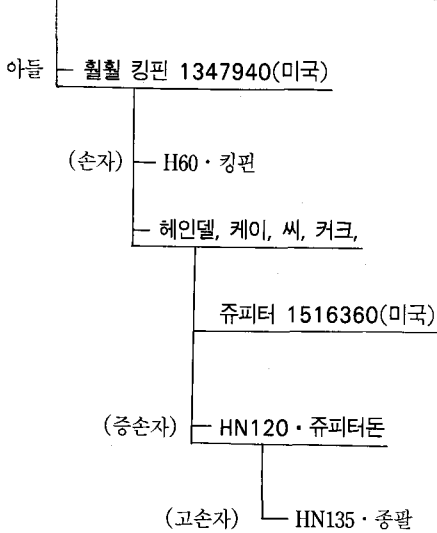 아들 훨훨 킹핀 1347940(미국)
(손자) H60·킹핀
헤인델, 케이, 씨, 커크,
쥬피터 1516360(미국)
(증손자) HN120·쥬피터돈
(고손자) HN135·종팔